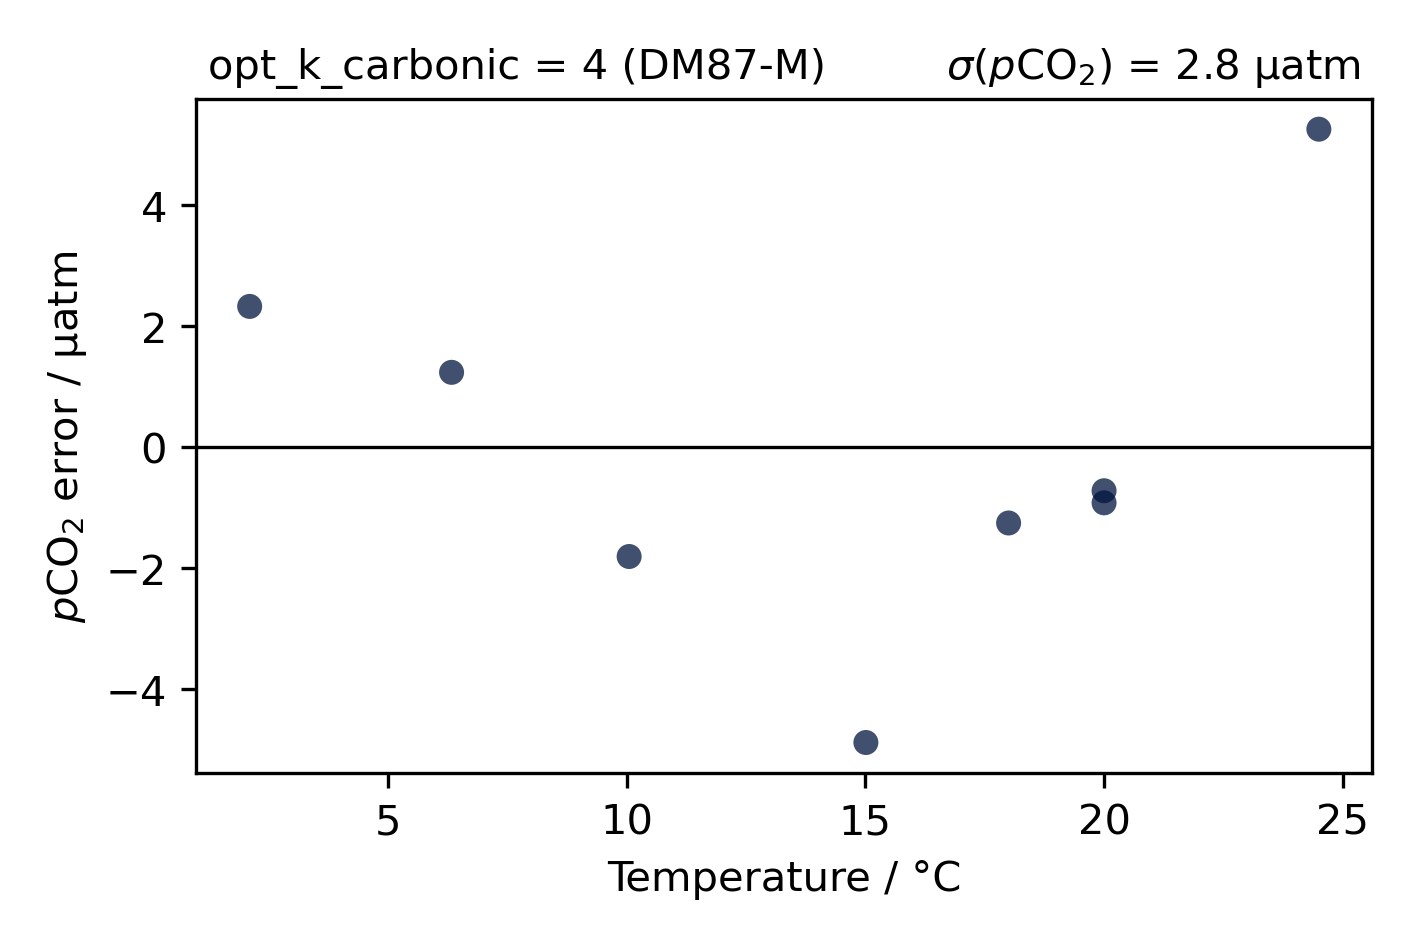 opt_k_carbonic = 4 (DM87-M)
σ(pCO₂) = 2.8 µatm
pCO₂ error / µatm
4
2
0
−2
−4
5
10
15
20
25
Temperature / °C